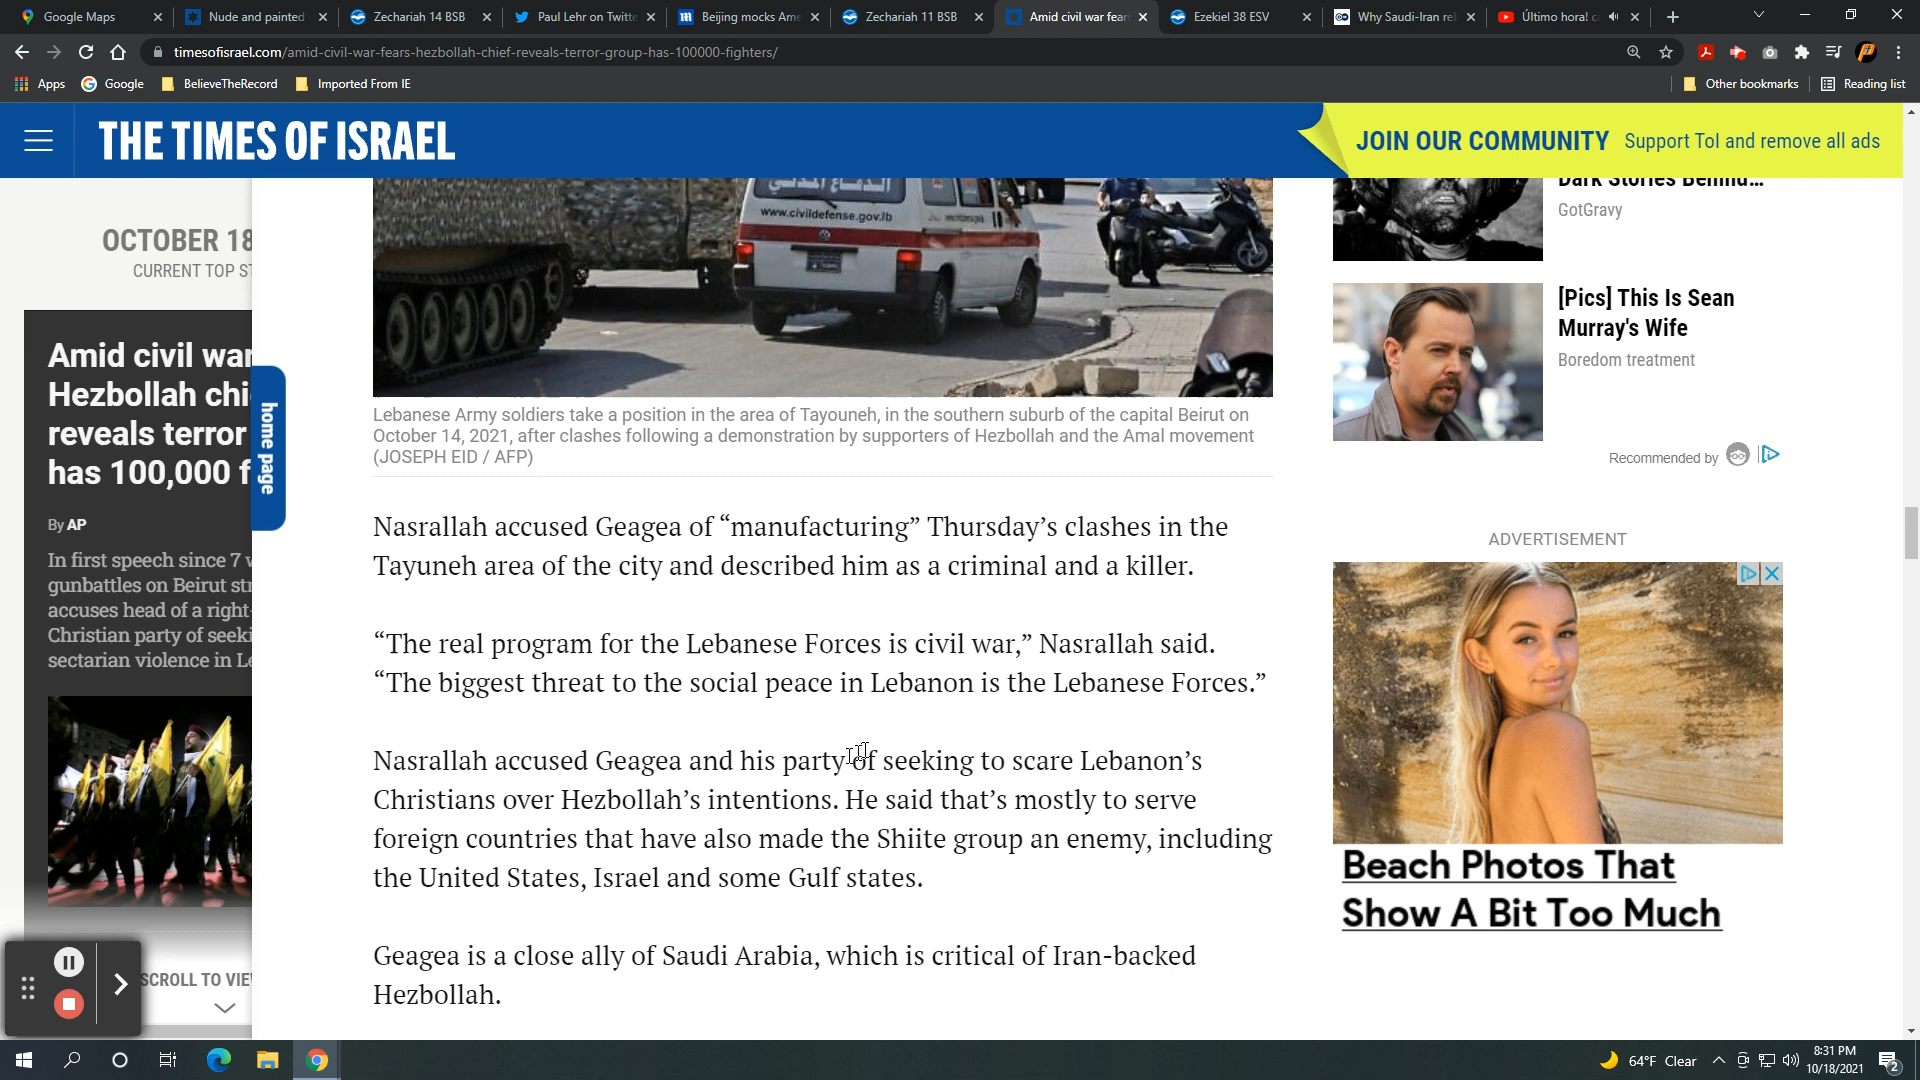 Google Maps
Nude and painted
Zechariah 14 BSB
Paul Lehr on Twitte
Beijing mocks Ame
Zechariah 11 BSB
Amid civil war fear
Ezekiel 38 ESV
Why Saudi-Iran rel
Último hora! c
timesofisrael.com/amid-civil-war-fears-hezbollah-chief-reveals-terror-group-has-100000-fighters/
Apps
Google
BelieveTheRecord
Imported From IE
Other bookmarks
Reading list
THE TIMES OF ISRAEL
JOIN OUR COMMUNITY Support ToI and remove all ads
OCTOBER 18
CURRENT TOP ST
Amid civil war
Hezbollah chi
reveals terror
has 100,000 f
By AP
In first speech since 7
gunbattles on Beirut str
accuses head of a right-
Christian party of seeki
sectarian violence in Le
SCROLL TO VIE
home page
الدفاع المدني
www.civildefense.gov.lb
Lebanese Army soldiers take a position in the area of Tayouneh, in the southern suburb of the capital Beirut on
October 14, 2021, after clashes following a demonstration by supporters of Hezbollah and the Amal movement
(JOSEPH EID / AFP)
Nasrallah accused Geagea of “manufacturing” Thursday’s clashes in the
Tayuneh area of the city and described him as a criminal and a killer.
“The real program for the Lebanese Forces is civil war,” Nasrallah said.
“The biggest threat to the social peace in Lebanon is the Lebanese Forces.”
Nasrallah accused Geagea and his party of seeking to scare Lebanon’s
Christians over Hezbollah’s intentions. He said that’s mostly to serve
foreign countries that have also made the Shiite group an enemy, including
the United States, Israel and some Gulf states.
Geagea is a close ally of Saudi Arabia, which is critical of Iran-backed
Hezbollah.
Dark Stories Behind...
GotGravy
[Pics] This Is Sean
Murray's Wife
Boredom treatment
Recommended by
ADVERTISEMENT
Beach Photos That
Show A Bit Too Much
64°F Clear
8:31 PM
10/18/2021
2